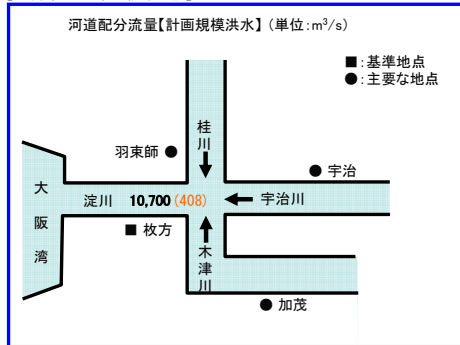 河道配分流量【計画規模洪水】 (単位:m³/s)
■:基準地点
●:主要な地点
桂川
羽束師 ●
● 宇治
大阪湾
淀川 10,700 (408)
宇治川
■ 枚方
木津川
● 加茂